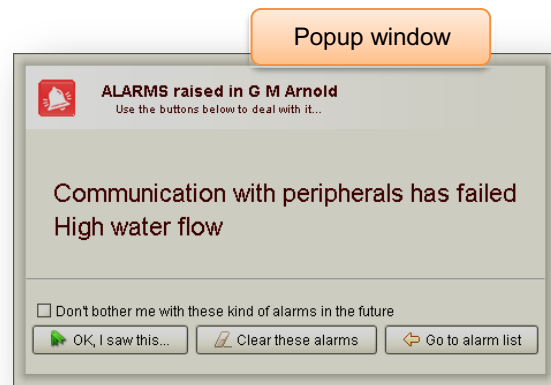 Popup window
ALARMS raised in G M Arnold
Use the buttons below to deal with it...
Communication with peripherals has failed
High water flow
Don't bother me with these kind of alarms in the future
OK, I saw this...
Clear these alarms
Go to alarm list